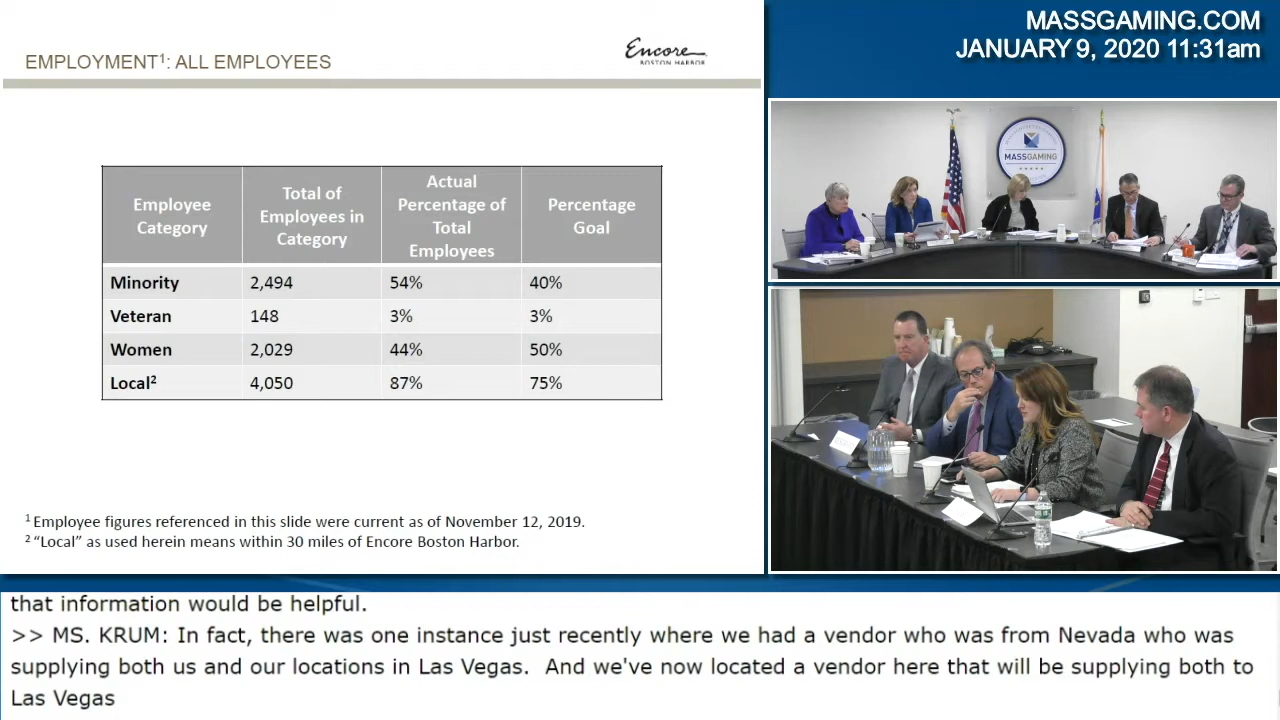 EMPLOYMENT¹: ALL EMPLOYEES
Encore
BOSTON HARBOR
MASSGAMING.COM
JANUARY 9, 2020 11:31am
MASSGAMING
Employee Category
Total of Employees in Category
Actual Percentage of Total Employees
Percentage Goal
Minority 2,494 54% 40%
Veteran 148 3% 3%
Women 2,029 44% 50%
Local² 4,050 87% 75%
¹ Employee figures referenced in this slide were current as of November 12, 2019.
² “Local” as used herein means within 30 miles of Encore Boston Harbor.
that information would be helpful.
>> MS. KRUM: In fact, there was one instance just recently where we had a vendor who was from Nevada who was
supplying both us and our locations in Las Vegas. And we've now located a vendor here that will be supplying both to
Las Vegas